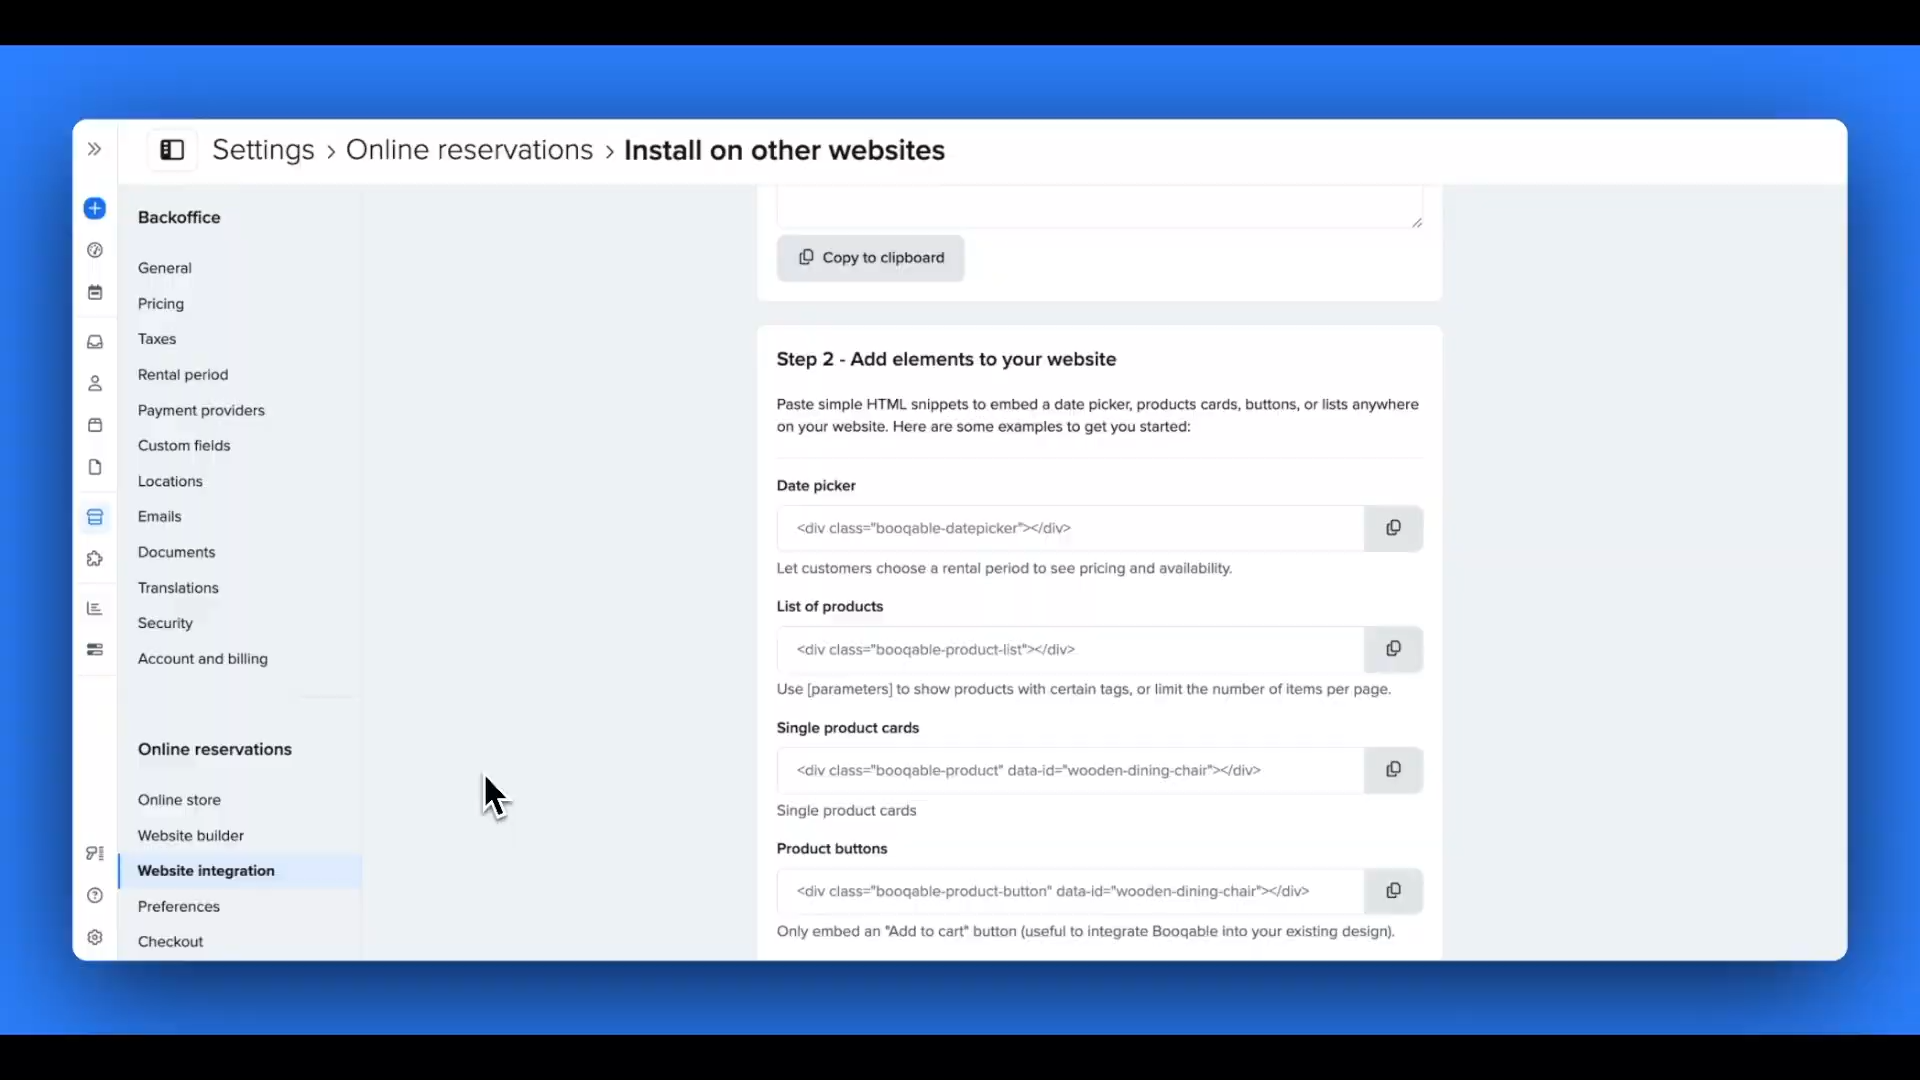 Settings › Online reservations › Install on other websites
Backoffice
General
Pricing
Taxes
Rental period
Payment providers
Custom fields
Locations
Emails
Documents
Translations
Security
Account and billing
Online reservations
Online store
Website builder
Website integration
Preferences
Checkout
Copy to clipboard
Step 2 - Add elements to your website
Paste simple HTML snippets to embed a date picker, products cards, buttons, or lists anywhere
on your website. Here are some examples to get you started:
Date picker
<div class="booqable-datepicker"></div>
Let customers choose a rental period to see pricing and availability.
List of products
<div class="booqable-product-list"></div>
Use [parameters] to show products with certain tags, or limit the number of items per page.
Single product cards
<div class="booqable-product" data-id="wooden-dining-chair"></div>
Single product cards
Product buttons
<div class="booqable-product-button" data-id="wooden-dining-chair"></div>
Only embed an "Add to cart" button (useful to integrate Booqable into your existing design).